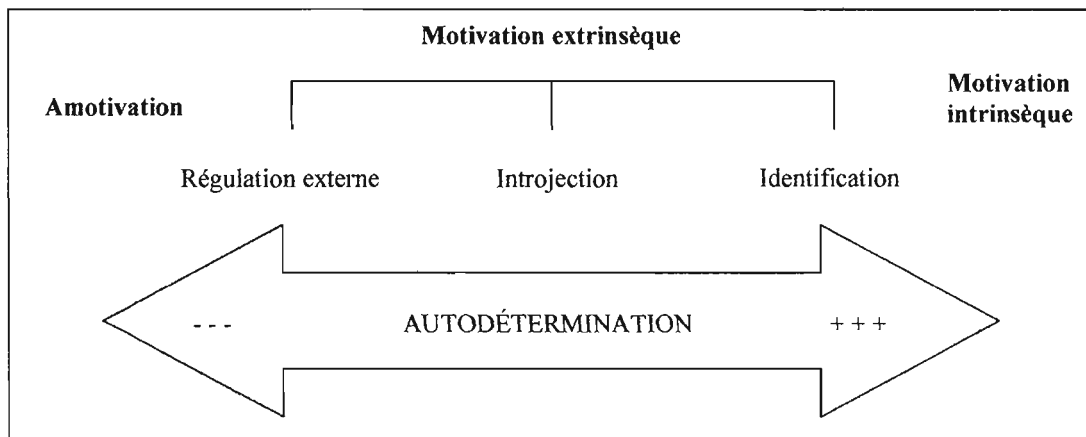 Motivation extrinsèque
Amotivation
Motivation
intrinsèque
Régulation externe
Introjection
Identification
- - -
AUTODÉTERMINATION
+ + +